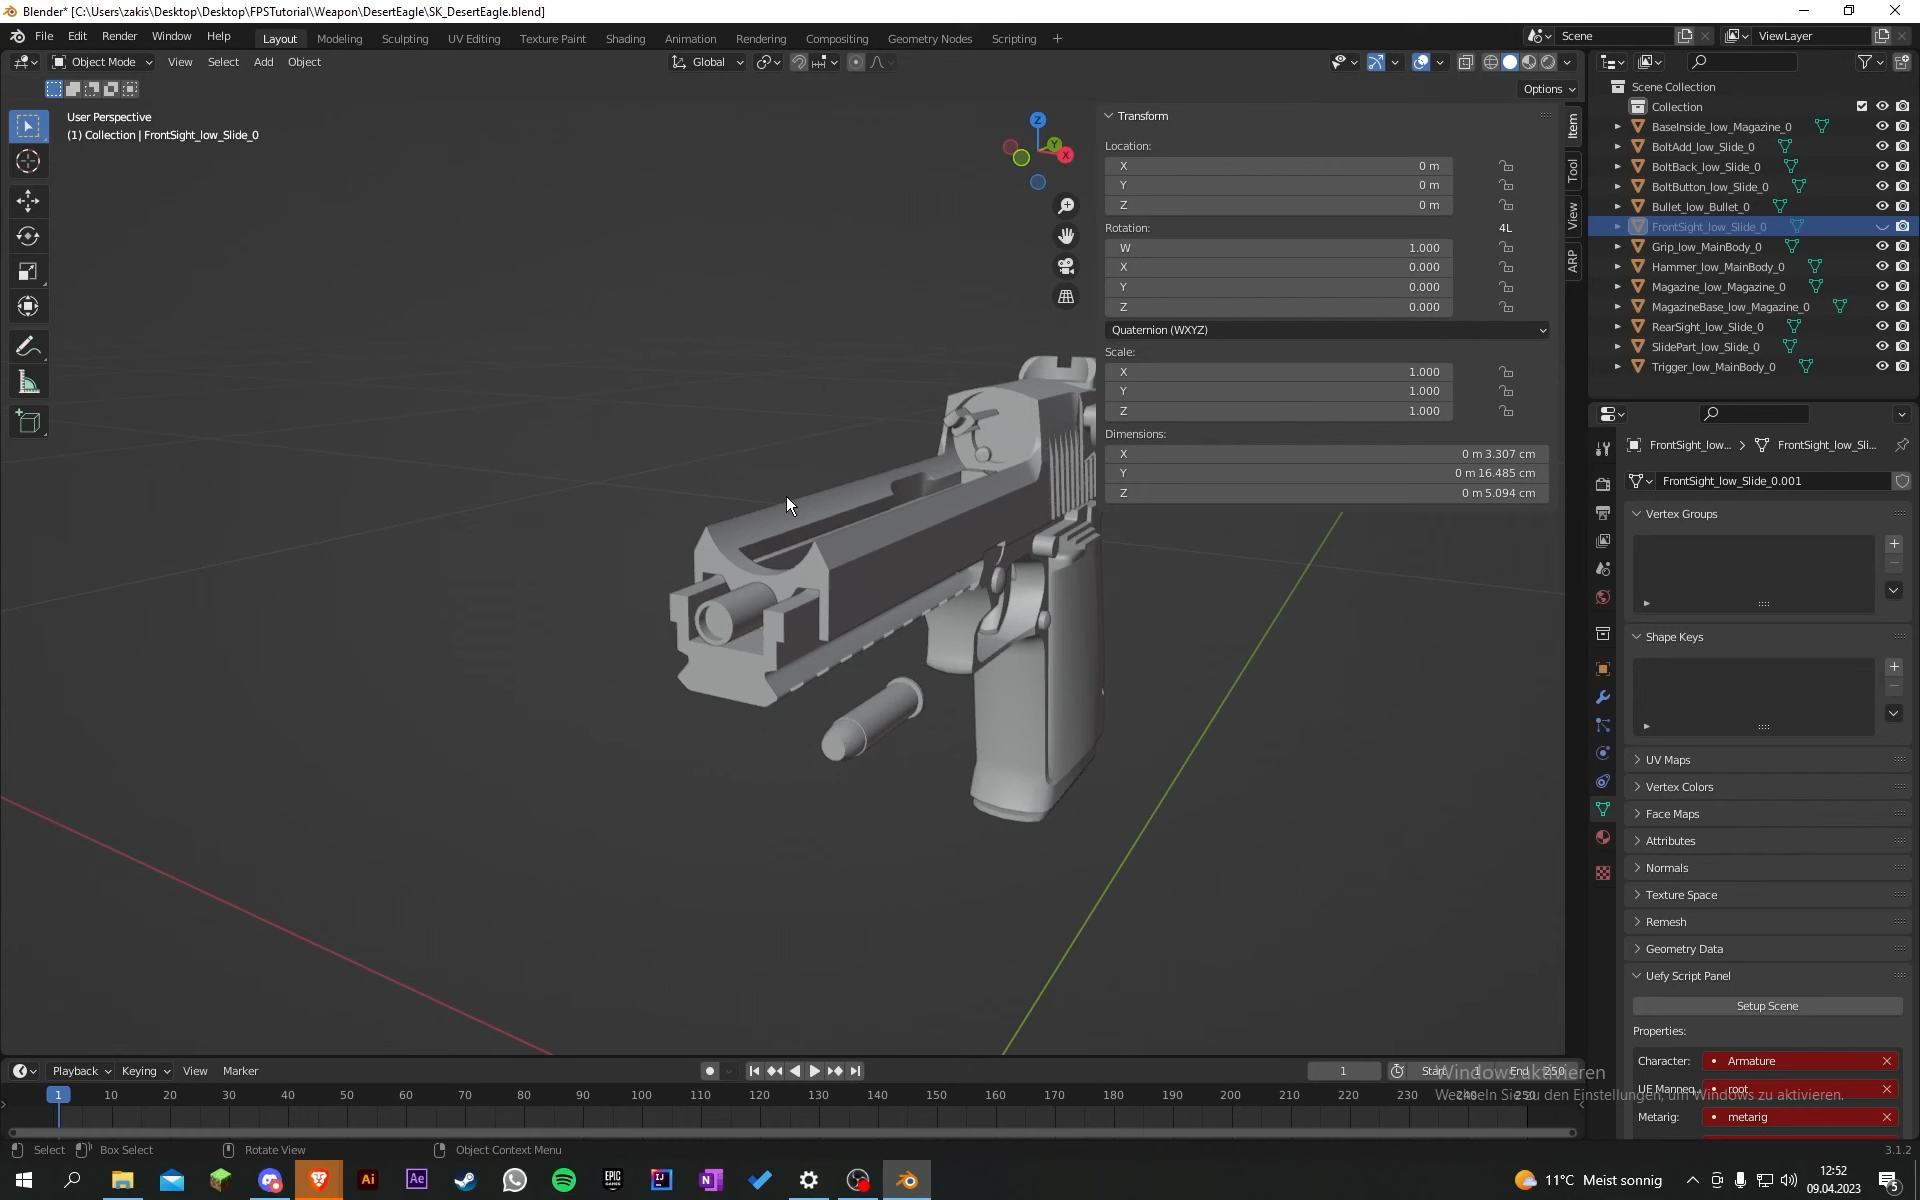 Blender* [C:\Users\zakis\Desktop\Desktop\FPSTutorial\Weapon\DesertEagle\SK_DesertEagle.blend]
File Edit Render Window Help Layout Modeling Sculpting UV Editing Texture Paint Shading Animation Rendering Compositing Geometry Nodes Scripting + Scene ViewLayer
Object Mode View Select Add Object Global
Options
User Perspective
(1) Collection | FrontSight_low_Slide_0
Z
Y
X
Transform
Location:
X 0 m
Y 0 m
Z 0 m
Rotation: 4L
W 1.000
X 0.000
Y 0.000
Z 0.000
Quaternion (WXYZ)
Scale:
X 1.000
Y 1.000
Z 1.000
Dimensions:
X 0 m 3.307 cm
Y 0 m 16.485 cm
Z 0 m 5.094 cm
Item
Tool
View
ARP
Scene Collection
Collection
BaseInside_low_Magazine_0
BoltAdd_low_Slide_0
BoltBack_low_Slide_0
BoltButton_low_Slide_0
Bullet_low_Bullet_0
FrontSight_low_Slide_0
Grip_low_MainBody_0
Hammer_low_MainBody_0
Magazine_low_Magazine_0
MagazineBase_low_Magazine_0
RearSight_low_Slide_0
SlidePart_low_Slide_0
Trigger_low_MainBody_0
FrontSight_low... > FrontSight_low_Sli...
FrontSight_low_Slide_0.001
Vertex Groups
Shape Keys
UV Maps
Vertex Colors
Face Maps
Attributes
Normals
Texture Space
Remesh
Geometry Data
Uefy Script Panel
Setup Scene
Properties:
Character: Armature
UE Manneq root
Metarig: metarig
Playback Keying View Marker 1 Start 1 End 250
1 10 20 30 40 50 60 70 80 90 100 110 120 130 140 150 160 170 180 190 200 210 220 230 240 250
Windows aktivieren
Wechseln Sie zu den Einstellungen, um Windows zu aktivieren.
Select Box Select Rotate View Object Context Menu 3.1.2
Ai Ae EPIC GAMES IJ N
11°C Meist sonnig
12:52
09.04.2023
5